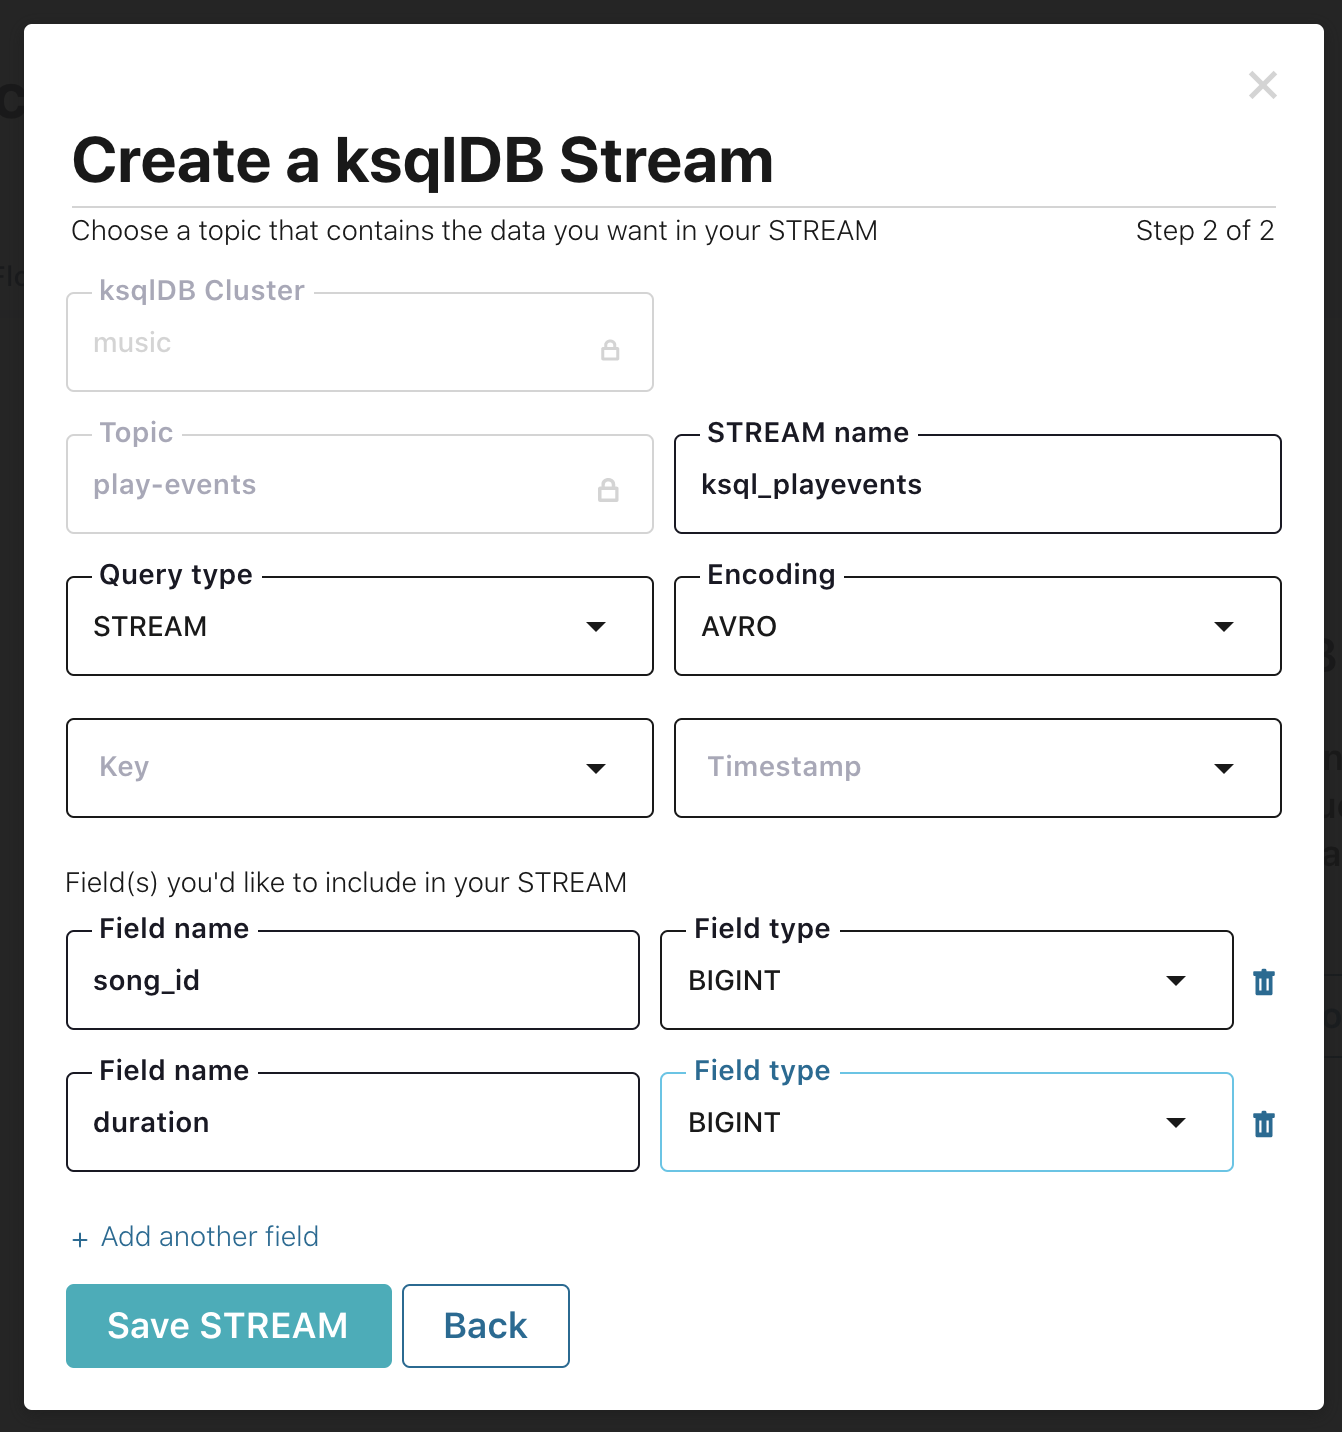 Create a ksqlDB Stream
Choose a topic that contains the data you want in your STREAM Step 2 of 2
ksqlDB Cluster
music
Topic STREAM name
play-events ksql_playevents
Query type Encoding
STREAM AVRO
Key Timestamp
Field(s) you'd like to include in your STREAM
Field name Field type
song_id BIGINT
Field name Field type
duration BIGINT
+ Add another field
Save STREAM Back